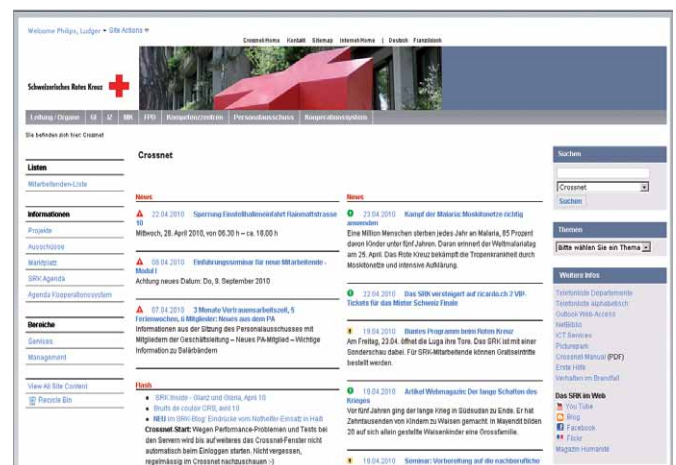 Welcome Philips, Ludger Site Actions
Crossnet-Home Kontakt Sitemap Internet-Home | Deutsch Französisch
Schweizerisches Rotes Kreuz
Leitung / Organe GI IZ MK FPD Kompetenzzentren Personalausschuss Kooperationssystem
Sie befinden sich hier: Crossnet
Listen
Mitarbeitenden-Liste
Informationen
Projekte
Ausschüsse
Marktplatz
SRK Agenda
Agenda Kooperationssystem
Bereiche
Services
Management
View All Site Content
Recycle Bin
Crossnet
News
22.04.2010 Sperrung Einstellhalleneinfahrt Rainmattstrasse
10
Mittwoch, 28. April 2010, von 06.30 h – ca. 18.00 h
08.04.2010 Einführungsseminar für neue Mitarbeitende -
Modul I
Achtung neues Datum: Do, 9. September 2010
07.04.2010 3 Monate Vertrauensarbeitszeit, 5
Ferienwochen, 6 Mitglieder: Neues aus dem PA
Informationen aus der Sitzung des Personalausschusses mit
Mitgliedern der Geschäftsleitung – Neues PA-Mitglied – Wichtige
Information zu Salärbändern
Flash
SRK Inside - Glanz und Gloria, April 10
Bruits de couloir CRS, avril 10
NEU im SRK-Blog: Eindrücke vom Nothelfer-Einsatz in Haiti
Crossnet-Start: Wegen Performance-Problemen und Tests bei
den Servern wird bis auf weiteres das Crossnet-Fenster nicht
automatisch beim Einloggen starten. Nicht vergessen,
regelmässig im Crossnet nachzuschauen :-)
News
23.04.2010 Kampf der Malaria: Moskitonetze richtig
anwenden
Eine Million Menschen sterben jedes Jahr an Malaria, 85 Prozent
davon Kinder unter fünf Jahren. Daran erinnert der Weltmalariatag
am 25. April. Das Rote Kreuz bekämpft die Tropenkrankheit durch
Moskitonetze und intensive Aufklärung.
22.04.2010 Das SRK versteigert auf ricardo.ch 2 VIP-
Tickets für das Mister Schweiz Finale
19.04.2010 Buntes Programm beim Roten Kreuz
Am Freitag, 23.04. öffnet die Luga ihre Tore. Das SRK ist mit einer
Sonderschau dabei. Für SRK-Mitarbeitende können Gratiseintritte
bestellt werden.
19.04.2010 Artikel Webmagazin: Der lange Schatten des
Krieges
Vor fünf Jahren ging der lange Krieg in Südsudan zu Ende. Er hat
Zehntausenden von Kindern zu Waisen gemacht. In Mayendit bilden
20 auf sich allein gestellte Waisenkinder eine Grossfamilie.
19.04.2010 Seminar: Vorbereitung auf die nachberufliche
Suchen
Crossnet
Suchen
Themen
Bitte wählen Sie ein Thema
Weitere Infos
Telefonliste Departemente
Telefonliste alphabetisch
Outlook Web-Access
NetBiblio
ICT Services
Picturepark
Crossnet-Manual (PDF)
Erste Hilfe
Verhalten im Brandfall
Das SRK im Web
You Tube
Blog
Facebook
Flickr
Magazin Humanité